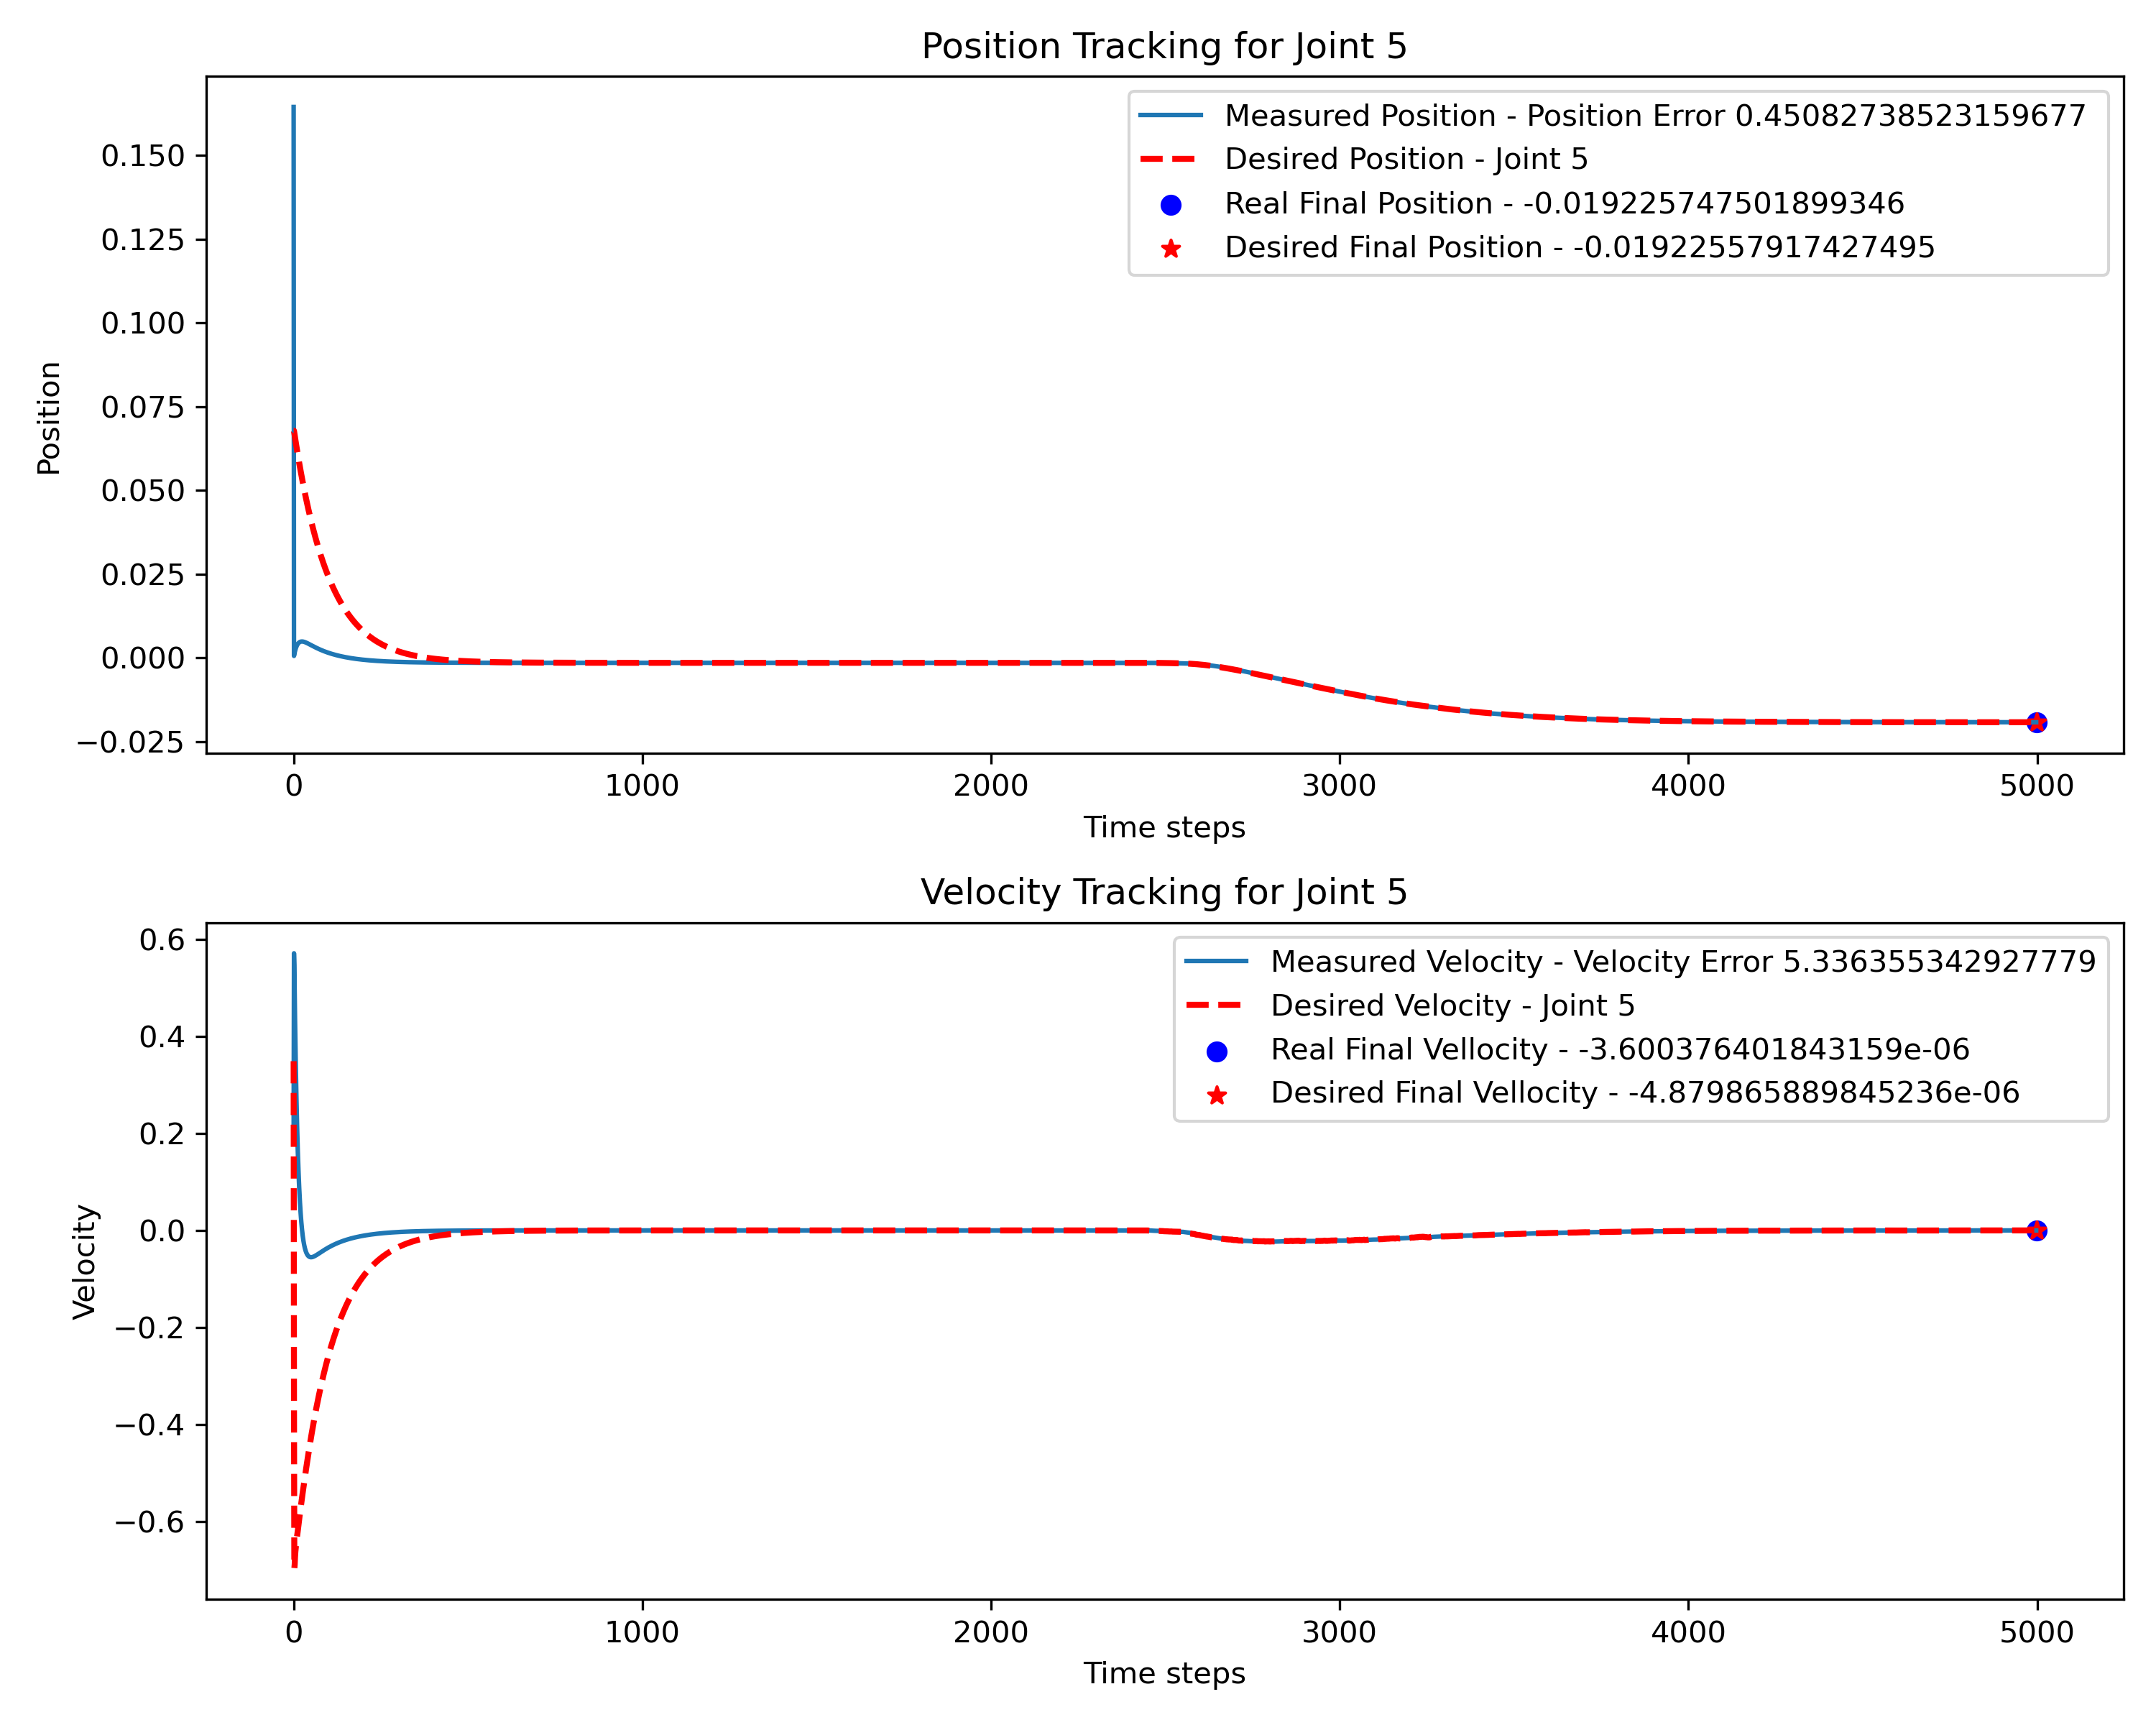 Position Tracking for Joint 5
Measured Position - Position Error 0.45082738523159677
Desired Position - Joint 5
Real Final Position - -0.019225747501899346
Desired Final Position - -0.01922557917427495
0.150
0.125
0.100
0.075
0.050
0.025
0.000
−0.025
Position
0 1000 2000 3000 4000 5000
Time steps
Velocity Tracking for Joint 5
Measured Velocity - Velocity Error 5.336355342927779
Desired Velocity - Joint 5
Real Final Vellocity - -3.600376401843159e-06
Desired Final Vellocity - -4.879865889845236e-06
0.6
0.4
0.2
0.0
−0.2
−0.4
−0.6
Velocity
0 1000 2000 3000 4000 5000
Time steps